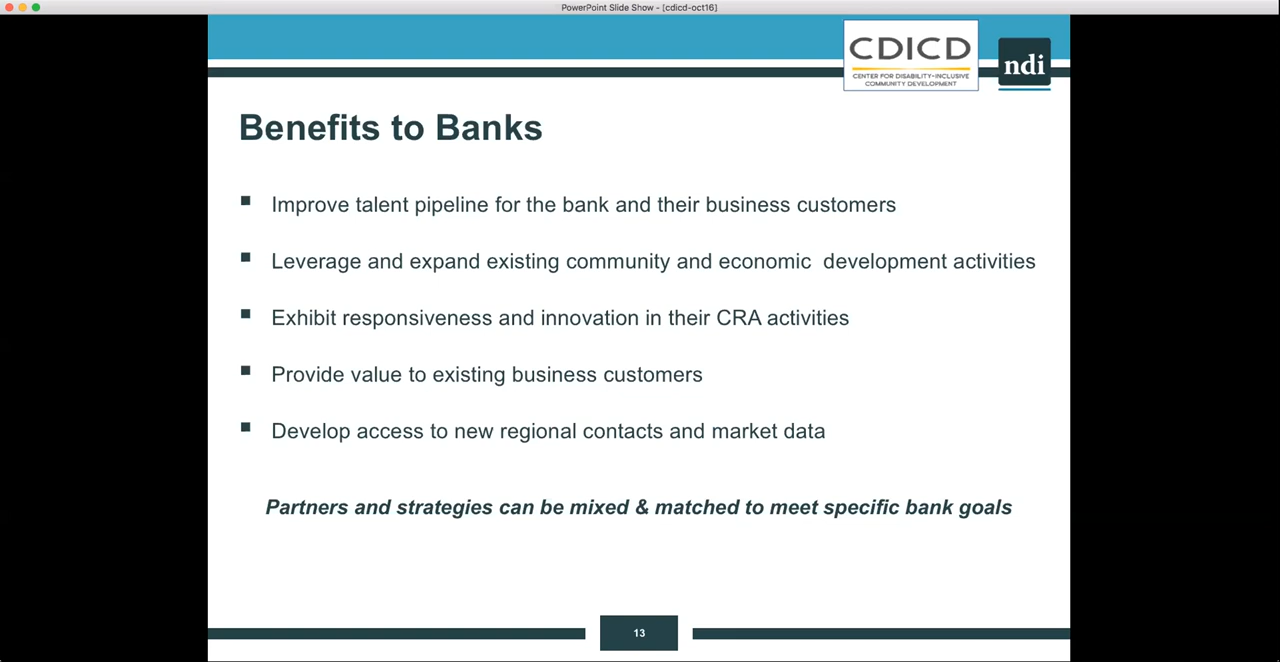 PowerPoint Slide Show - [cdicd-oct16]
CDICD
CENTER FOR DISABILITY-INCLUSIVE
COMMUNITY DEVELOPMENT
ndi
Benefits to Banks
Improve talent pipeline for the bank and their business customers
Leverage and expand existing community and economic  development activities
Exhibit responsiveness and innovation in their CRA activities
Provide value to existing business customers
Develop access to new regional contacts and market data
Partners and strategies can be mixed & matched to meet specific bank goals
13